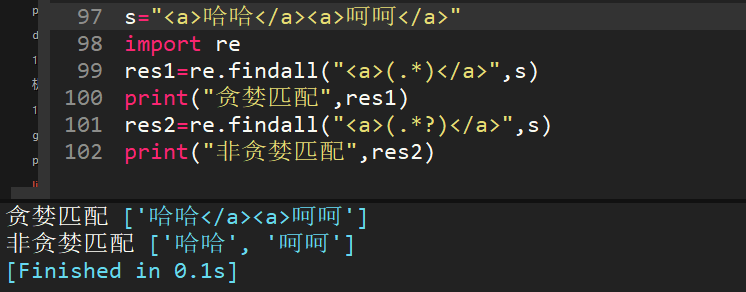 97 s="<a>哈哈</a><a>呵呵</a>"
98 import re
99 res1=re.findall("<a>(.*)</a>",s)
100 print("贪婪匹配",res1)
101 res2=re.findall("<a>(.*?)</a>",s)
102 print("非贪婪匹配",res2)
贪婪匹配 ['哈哈</a><a>呵呵']
非贪婪匹配 ['哈哈', '呵呵']
[Finished in 0.1s]